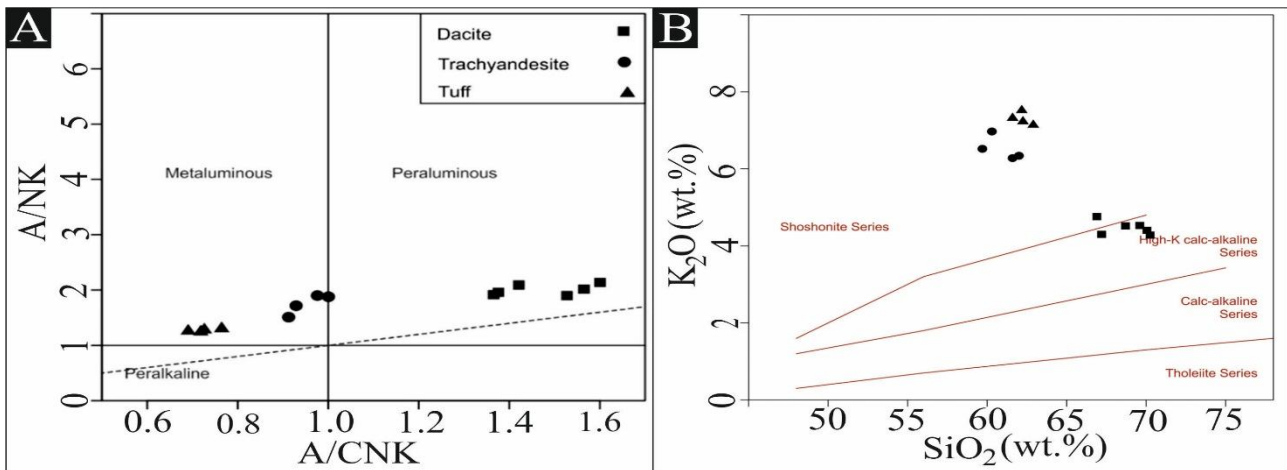 A
Dacite
Trachyandesite
Tuff
Metaluminous
Peraluminous
Peralkaline
A/NK
0 1 2 3 4 5 6
0.6 0.8 1.0 1.2 1.4 1.6
A/CNK
B
Shoshonite Series
High-K calc-alkaline
Series
Calc-alkaline
Series
Tholeiite Series
K₂O(wt.%)
0 2 4 6 8
50 55 60 65 70 75
SiO₂(wt.%)